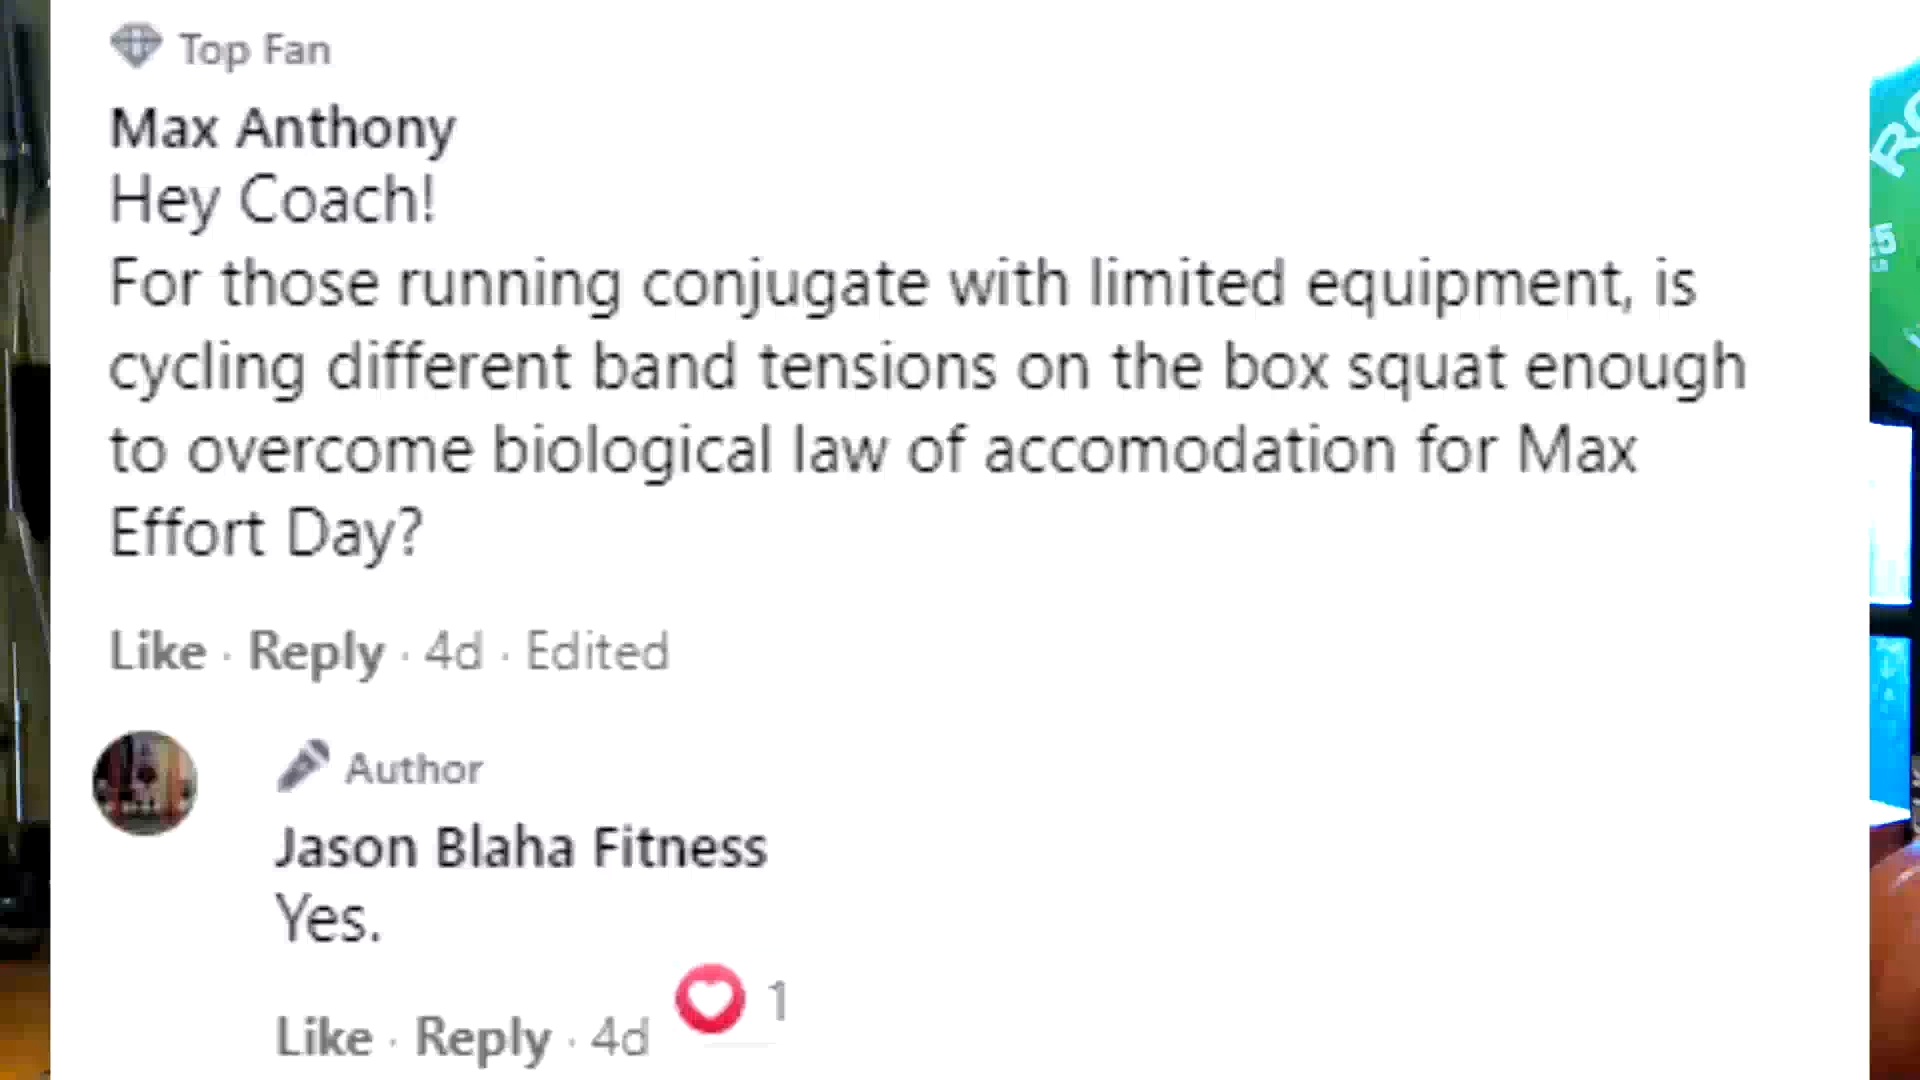 Top Fan
Max Anthony
Hey Coach!
For those running conjugate with limited equipment, is
cycling different band tensions on the box squat enough
to overcome biological law of accomodation for Max
Effort Day?
Like · Reply · 4d · Edited
Author
Jason Blaha Fitness
Yes.
1
Like · Reply · 4d